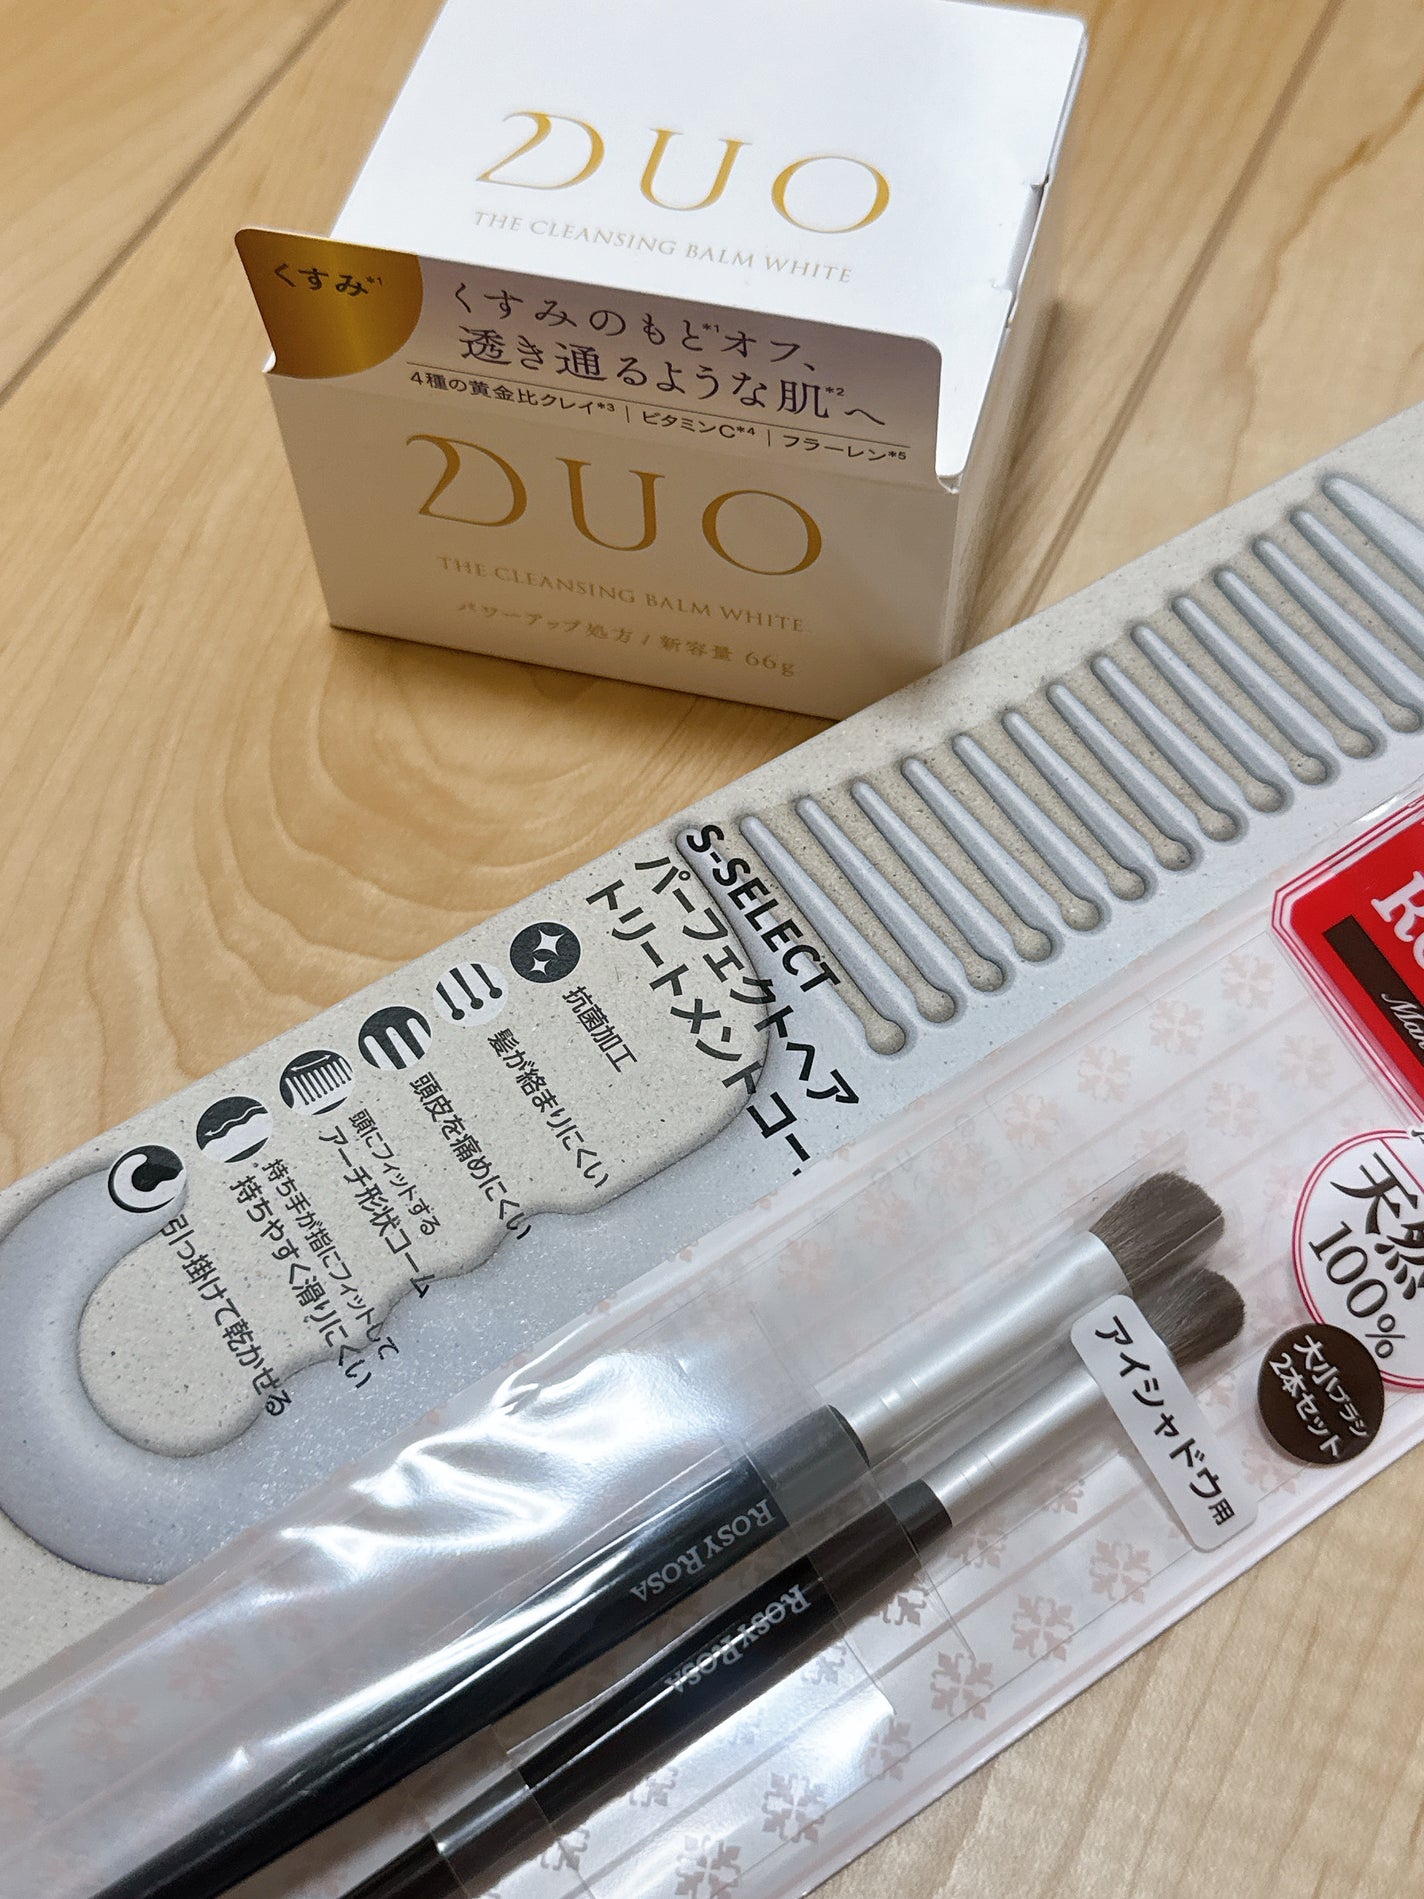 DUO
THE CLEANSING BALM WHITE
くすみ*1
くすみのもと*1オフ、
透き通るような肌*2へ
4種の黄金比クレイ*3 | ビタミンC*4 | フラーレン*5
DUO
THE CLEANSING BALM WHITE
パワーアップ処方 / 新容量 66g
S-SELECT
パーフェクトヘア
トリートメントコー
抗菌加工
髪が絡まりにくい
頭皮を痛めにくい
頭にフィットする
アーチ形状コーム
持ち手が指にフィットして
持ちやすく滑りにくい
引っ掛けて乾かせる
天然
100%
大小ブラシ
2本セット
アイシャドウ用
ROSYROSA
ROSYROSA